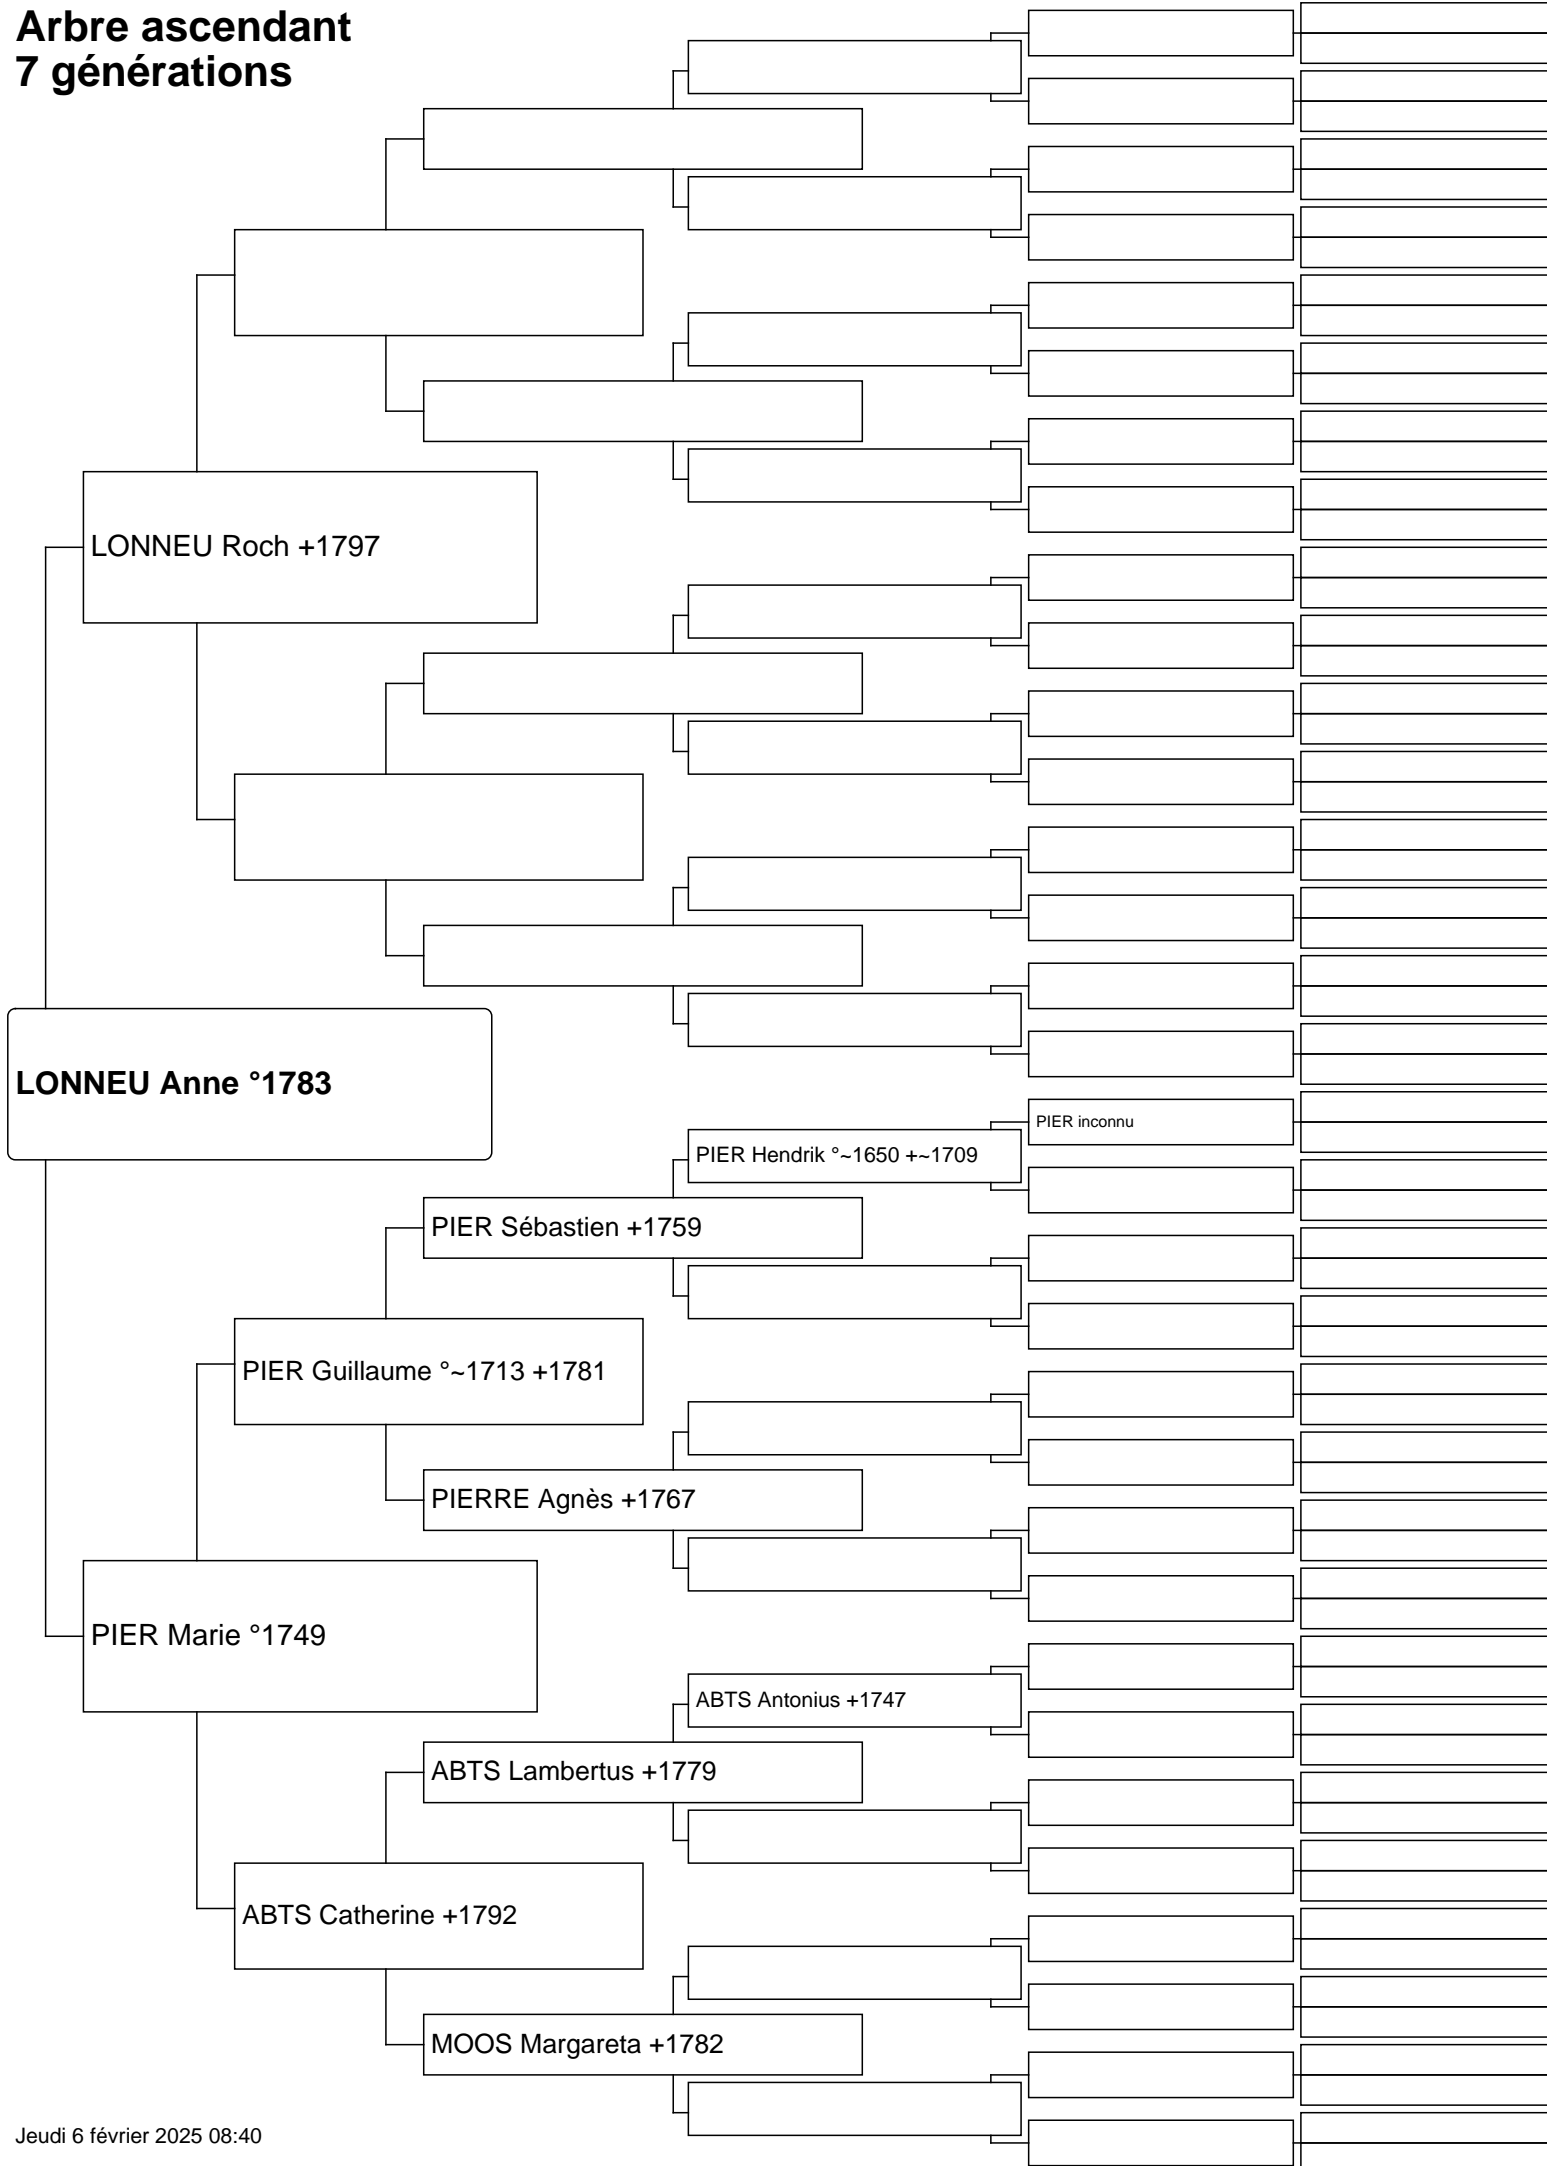 Arbre ascendant
7 générations
LONNEU Roch +1797
LONNEU Anne °1783
PIER inconnu
PIER Hendrik °~1650 +~1709
PIER Sébastien +1759
PIER Guillaume °~1713 +1781
PIERRE Agnès +1767
PIER Marie °1749
ABTS Antonius +1747
ABTS Lambertus +1779
ABTS Catherine +1792
MOOS Margareta +1782
Jeudi 6 février 2025 08:40